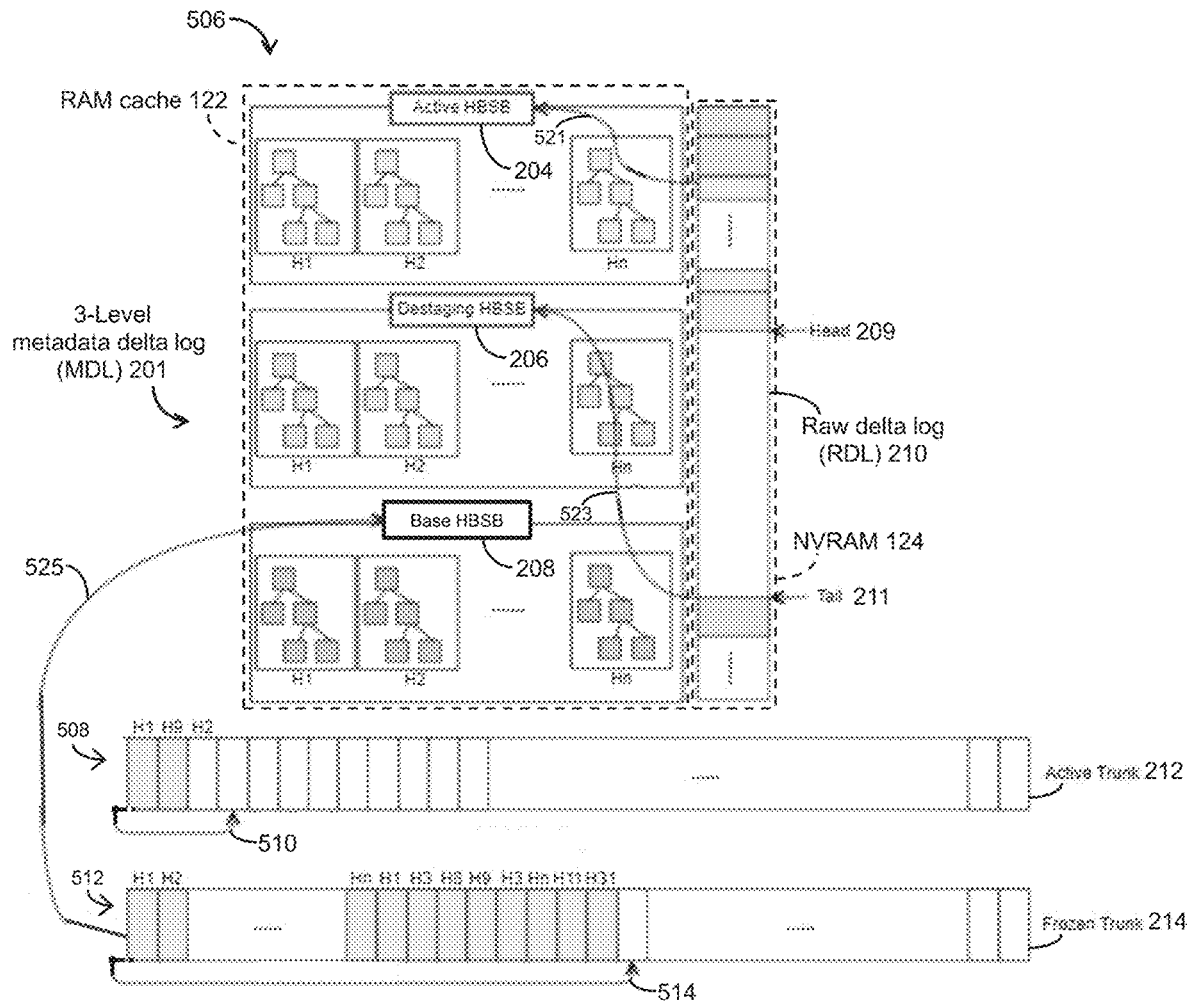 506
RAM cache 122
Active HBSB
521
204
H1
H2
......
Hn
Destaging HBSB
Head 209
3-Level
metadata delta log
(MDL) 201
206
......
Raw delta log
(RDL) 210
H1
H2
Hn
523
Base HBSB
NVRAM 124
525
208
Tail 211
......
H1
H2
Hn
508
H1 H9 H2
......
Active Trunk 212
510
512
H1 H2
Hn H1 H3 H8 H9 H3 Hn H11 H31
......
......
Frozen Trunk 214
514